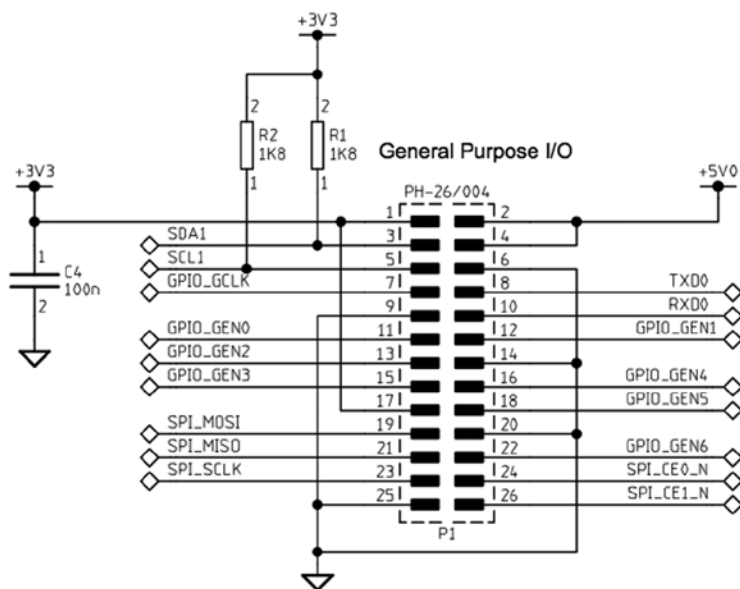 +3V3
2 2
R2 R1
1K8 1K8
1 1
General Purpose I/O
+3V3
PH-26/004
+5V0
1 2
SDA1 3 4
SCL1 5 6
GPIO_GCLK 7 8 TXD0
9 10 RXD0
GPIO_GEN0 11 12 GPIO_GEN1
GPIO_GEN2 13 14
GPIO_GEN3 15 16 GPIO_GEN4
17 18 GPIO_GEN5
SPI_MOSI 19 20
SPI_MISO 21 22 GPIO_GEN6
SPI_SCLK 23 24 SPI_CE0_N
25 26 SPI_CE1_N
P1
1
C4
100n
2